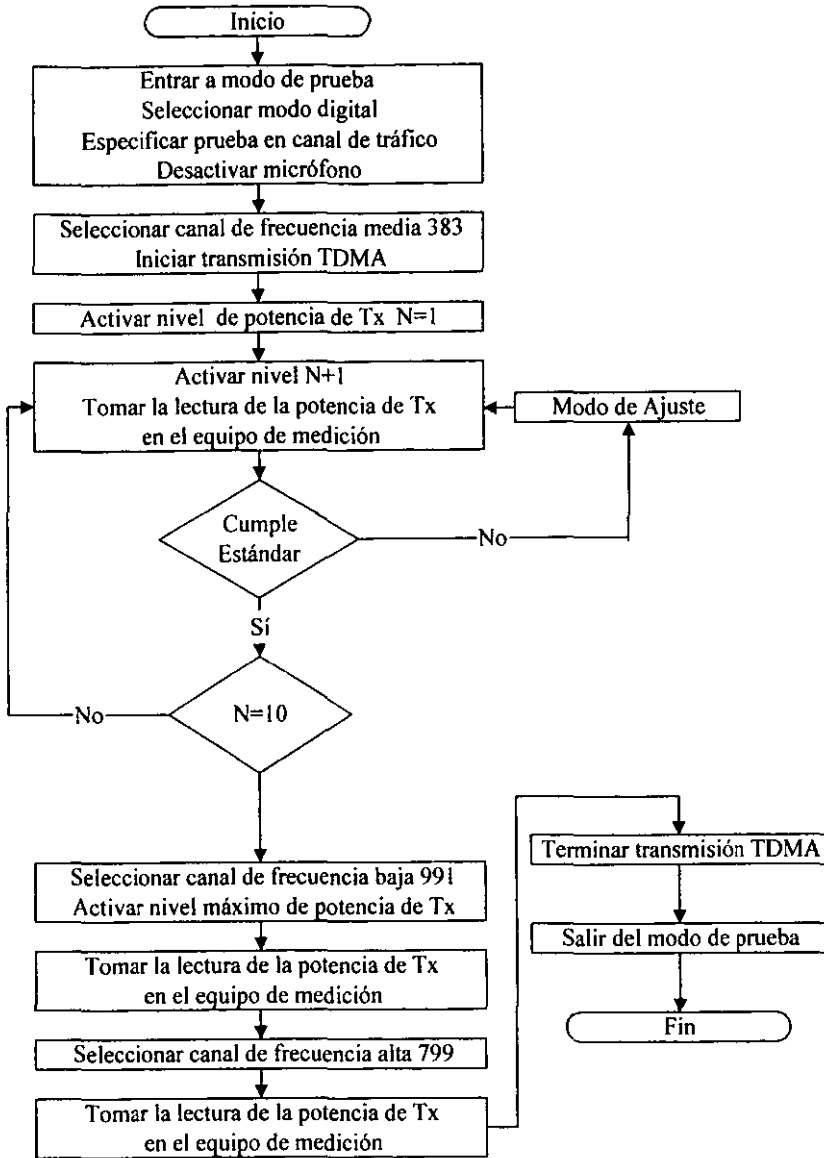 Inicio
Entrar a modo de prueba
Seleccionar modo digital
Especificar prueba en canal de tráfico
Desactivar micrófono
Seleccionar canal de frecuencia media 383
Iniciar transmisión TDMA
Activar nivel de potencia de Tx N=1
Activar nivel N+1
Tomar la lectura de la potencia de Tx
en el equipo de medición
Modo de Ajuste
Cumple
Estándar
No
Sí
N=10
No
Seleccionar canal de frecuencia baja 991
Activar nivel máximo de potencia de Tx
Tomar la lectura de la potencia de Tx
en el equipo de medición
Seleccionar canal de frecuencia alta 799
Tomar la lectura de la potencia de Tx
en el equipo de medición
Terminar transmisión TDMA
Salir del modo de prueba
Fin